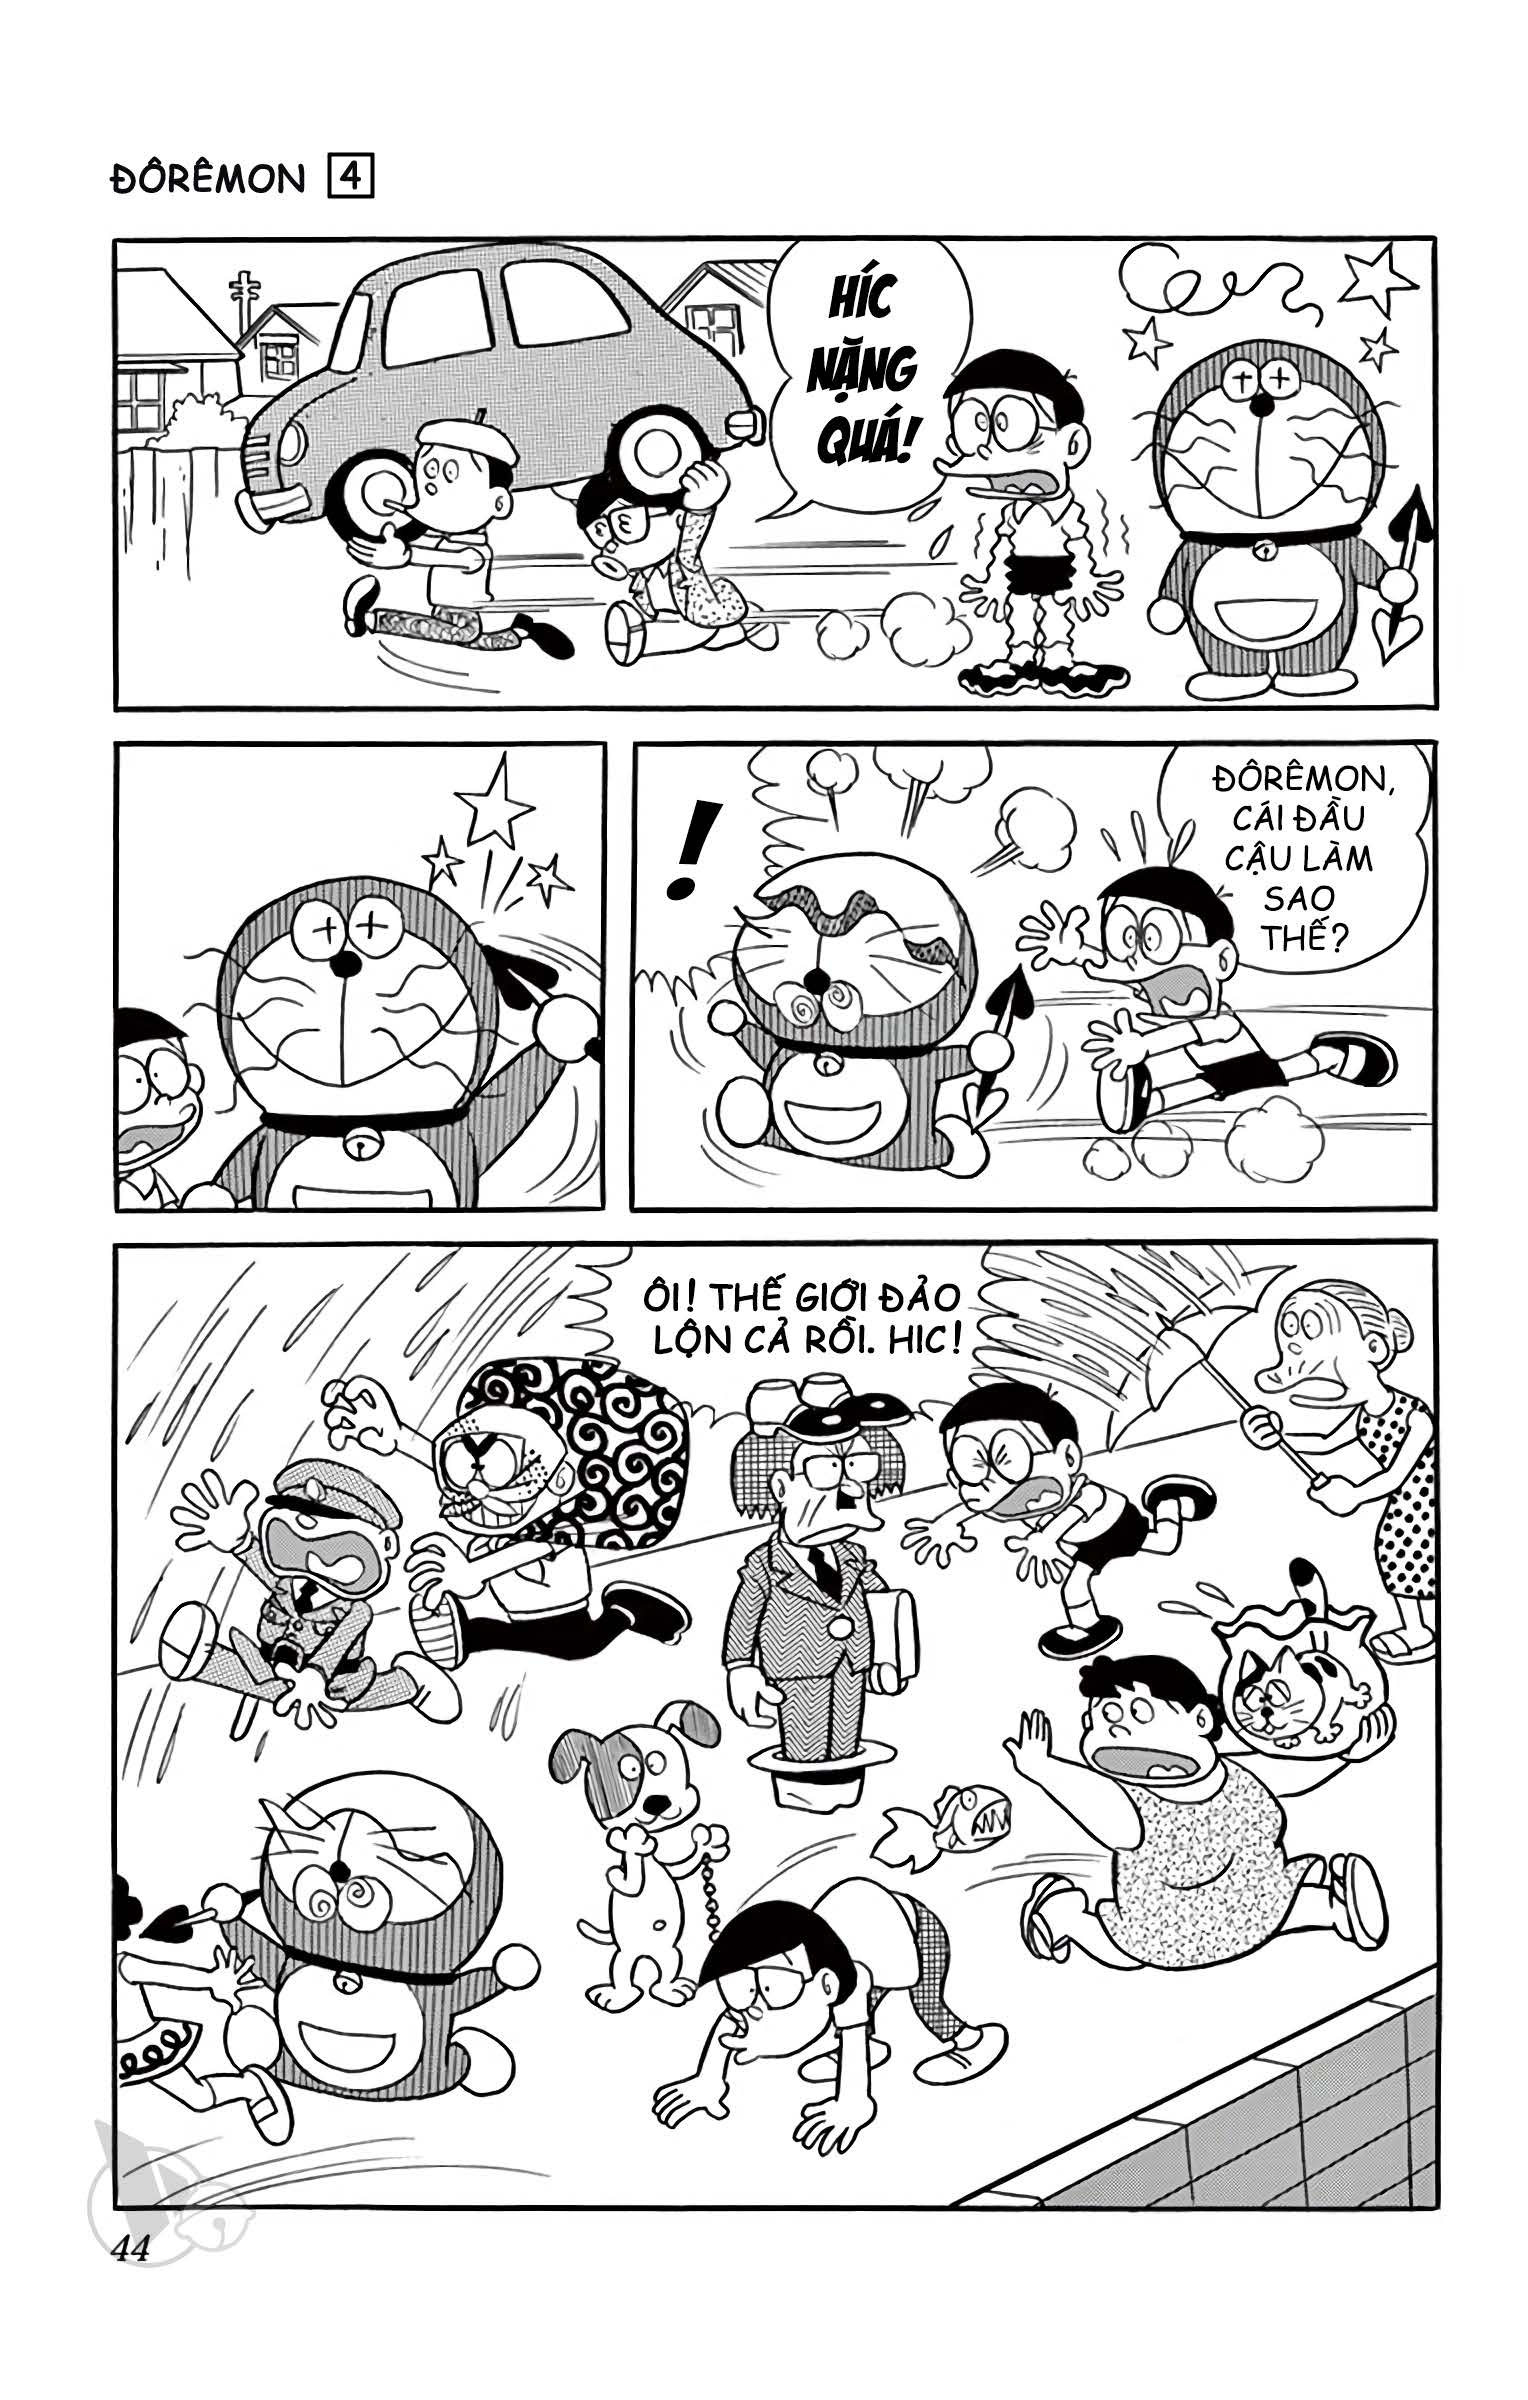 ĐÔRÊMON 4
HÍC
NẶNG
QUÁ!
!
ĐÔRÊMON,
CÁI ĐẦU
CẬU LÀM
SAO
THẾ?
ÔI! THẾ GIỚI ĐẢO
LỘN CẢ RỒI. HIC!
44